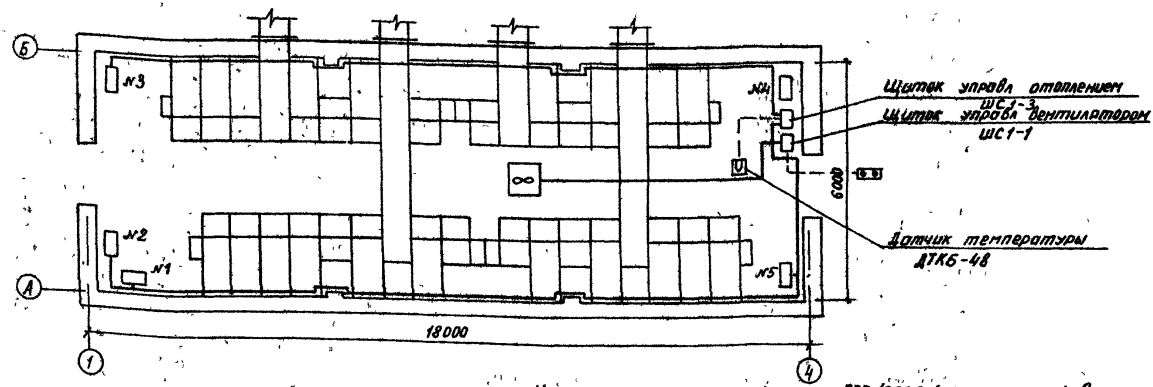 Б
N3
N4
Щиток управл отоплением
ШС1-3
Щиток управл вентилятором
ШС1-1
6000
N2
N1
N5
Датчик температуры
ДТКБ-48
А
18000
1
4